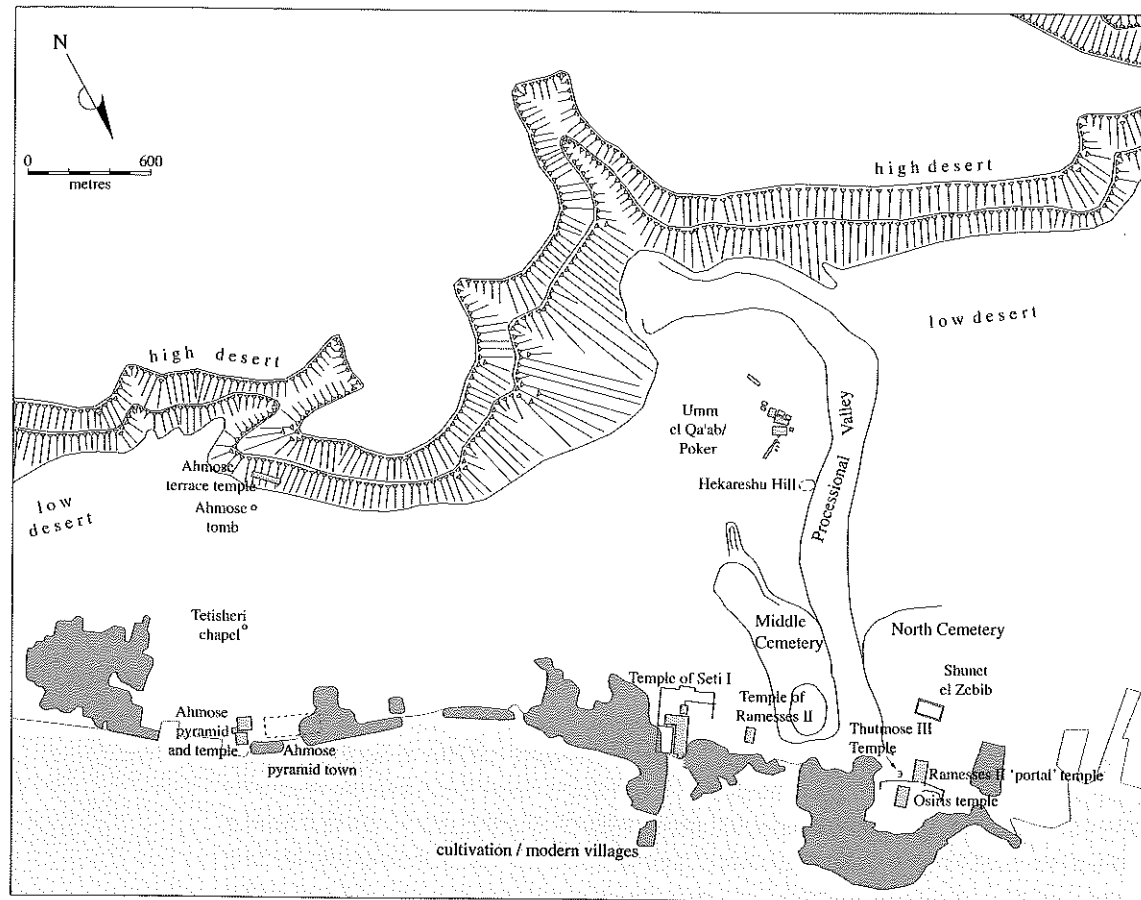 N
0 600
metres
high desert
low desert
high desert
Umm
el Qa'ab/
Poker
Processional Valley
Hekareshu Hill
Ahmose
terrace temple
Ahmose
tomb
low
desert
Tetisheri
chapel
Middle
Cemetery
North Cemetery
Shunet
el Zebib
Temple of Seti I
Temple of
Ramesses II
Thutmose III
Temple
Ahmose
pyramid
and temple
Ahmose
pyramid town
Ramesses II 'portal' temple
Osiris temple
cultivation / modern villages